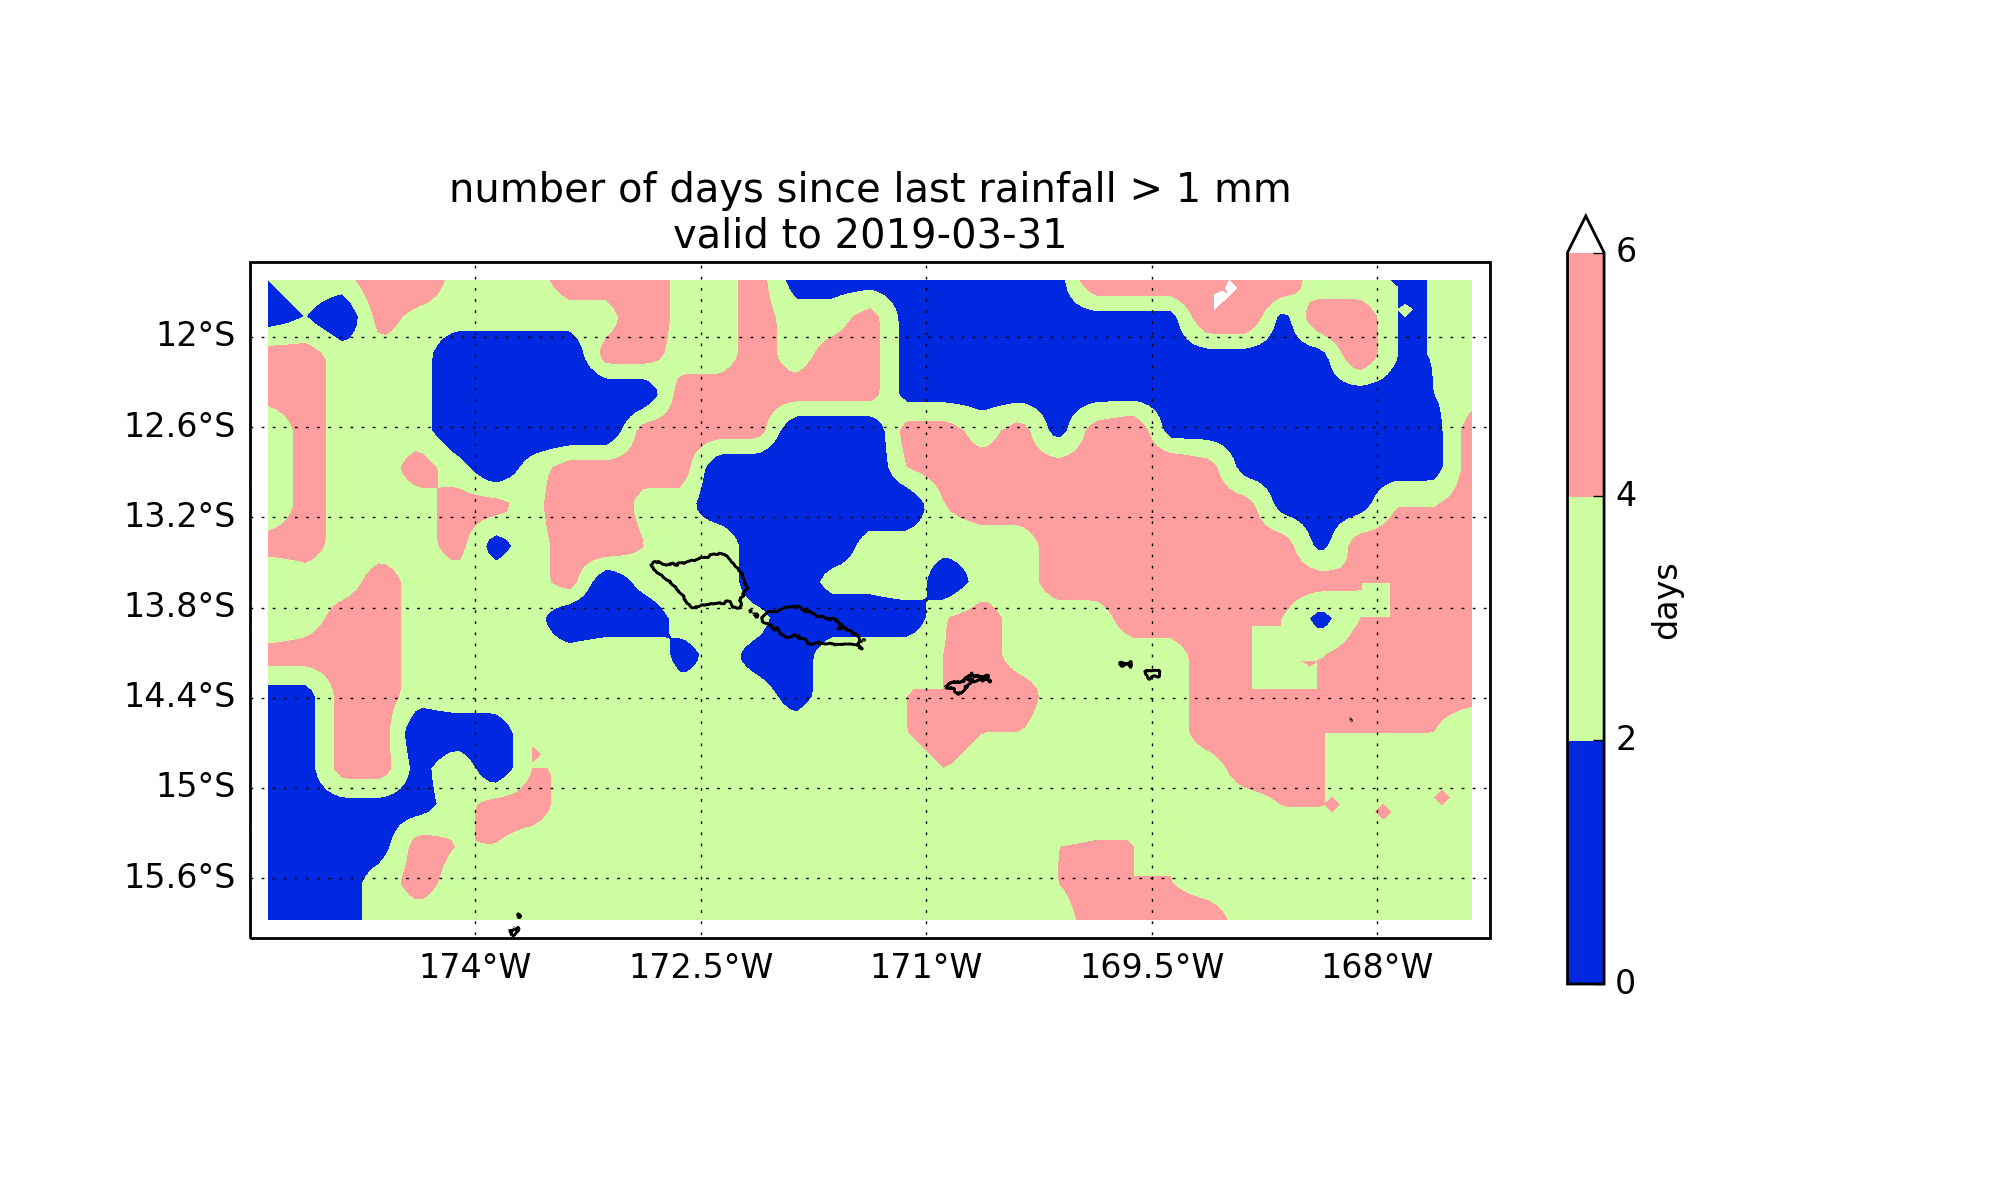 number of days since last rainfall > 1 mm
valid to 2019-03-31
12°S
12.6°S
13.2°S
13.8°S
14.4°S
15°S
15.6°S
174°W 172.5°W 171°W 169.5°W 168°W
6
4
2
0
days